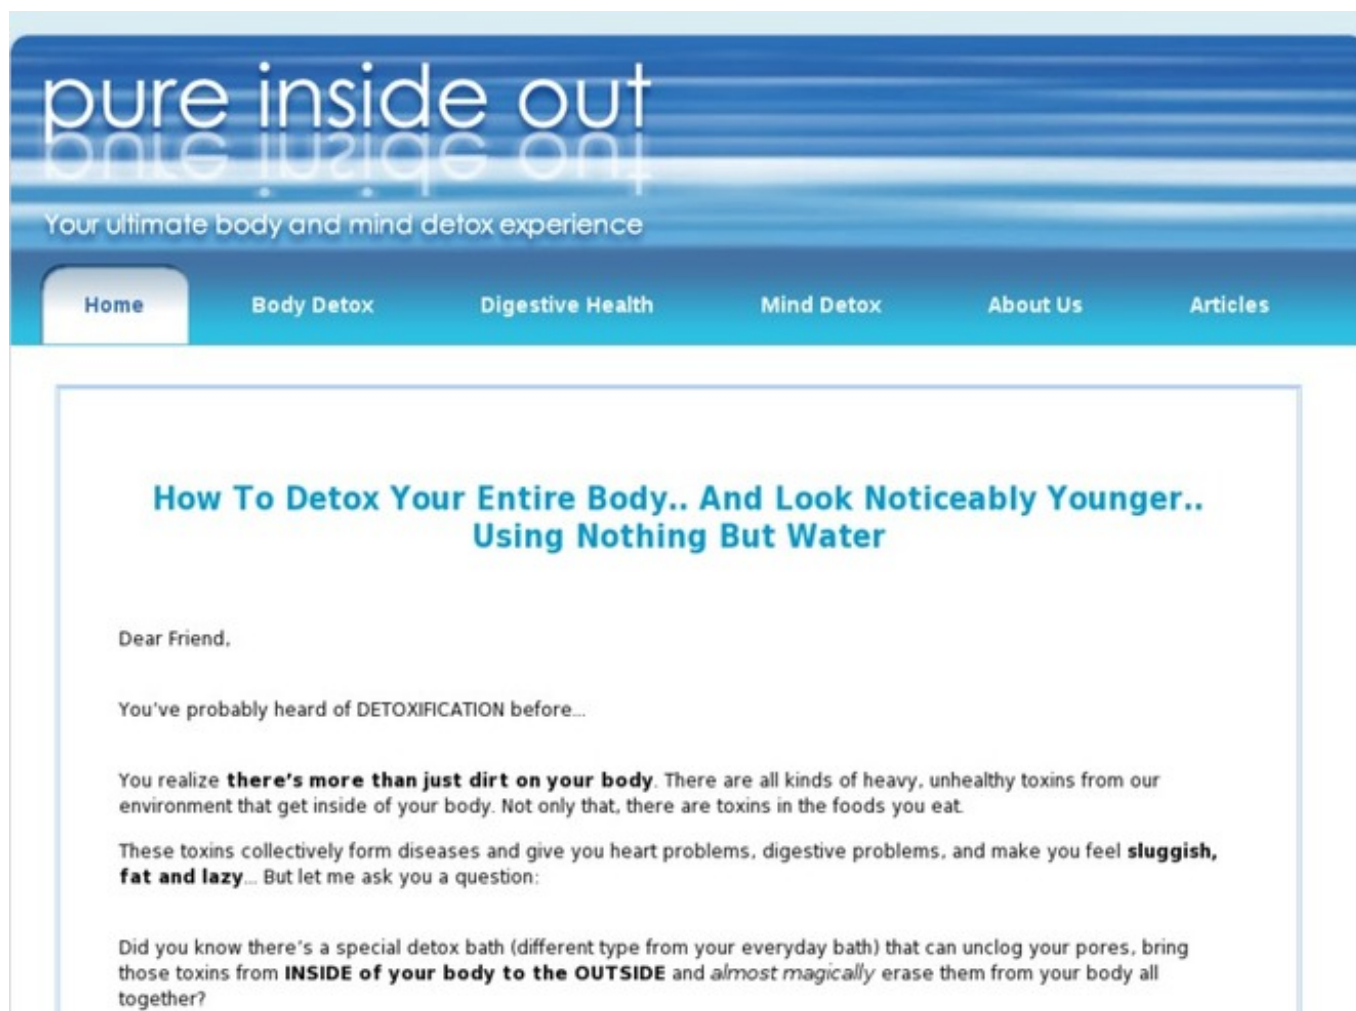 pure inside out
Your ultimate body and mind detox experience
Home Body Detox Digestive Health Mind Detox About Us Articles
How To Detox Your Entire Body.. And Look Noticeably Younger..
Using Nothing But Water
Dear Friend,
You've probably heard of DETOXIFICATION before...
You realize there's more than just dirt on your body. There are all kinds of heavy, unhealthy toxins from our
environment that get inside of your body. Not only that, there are toxins in the foods you eat.
These toxins collectively form diseases and give you heart problems, digestive problems, and make you feel sluggish,
fat and lazy... But let me ask you a question:
Did you know there's a special detox bath (different type from your everyday bath) that can unclog your pores, bring
those toxins from INSIDE of your body to the OUTSIDE and almost magically erase them from your body all
together?